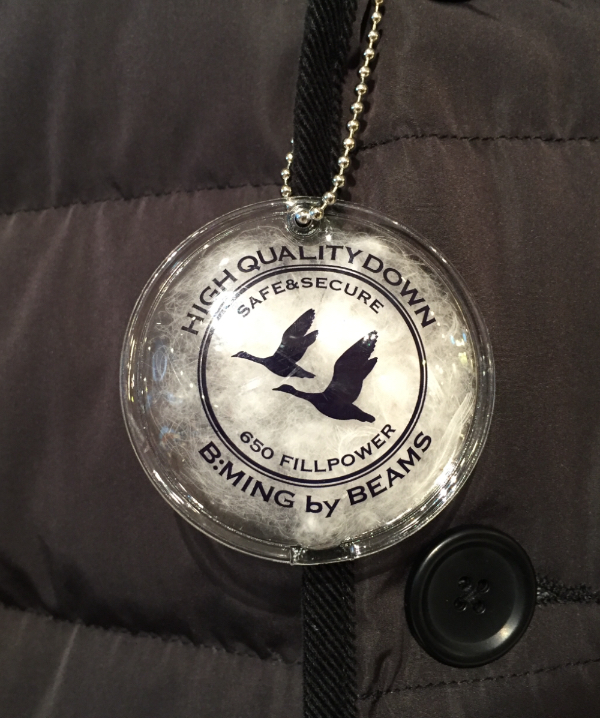 HIGH QUALITY DOWN
SAFE&SECURE
650 FILLPOWER
B:MING by BEAMS